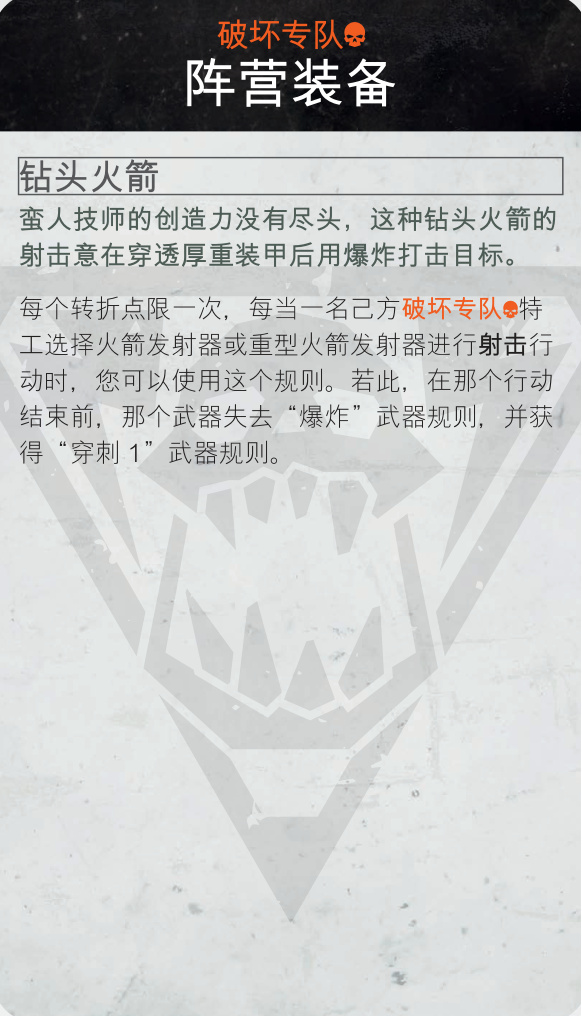 破坏专队
阵营装备
钻头火箭
蛮人技师的创造力没有尽头，这种钻头火箭的
射击意在穿透厚重装甲后用爆炸打击目标。
每个转折点限一次，每当一名己方破坏专队特
工选择火箭发射器或重型火箭发射器进行射击行
动时，您可以使用这个规则。若此，在那个行动
结束前，那个武器失去“爆炸”武器规则，并获
得“穿刺 1”武器规则。